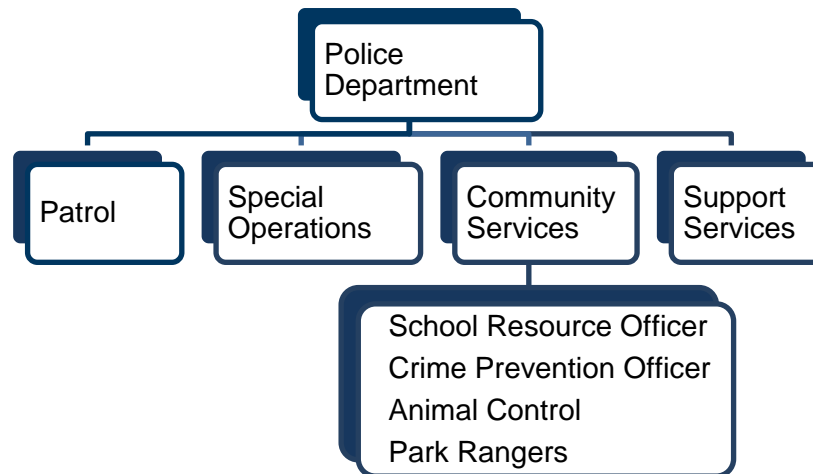 Police
Department
Patrol
Special
Operations
Community
Services
Support
Services
School Resource Officer
Crime Prevention Officer
Animal Control
Park Rangers